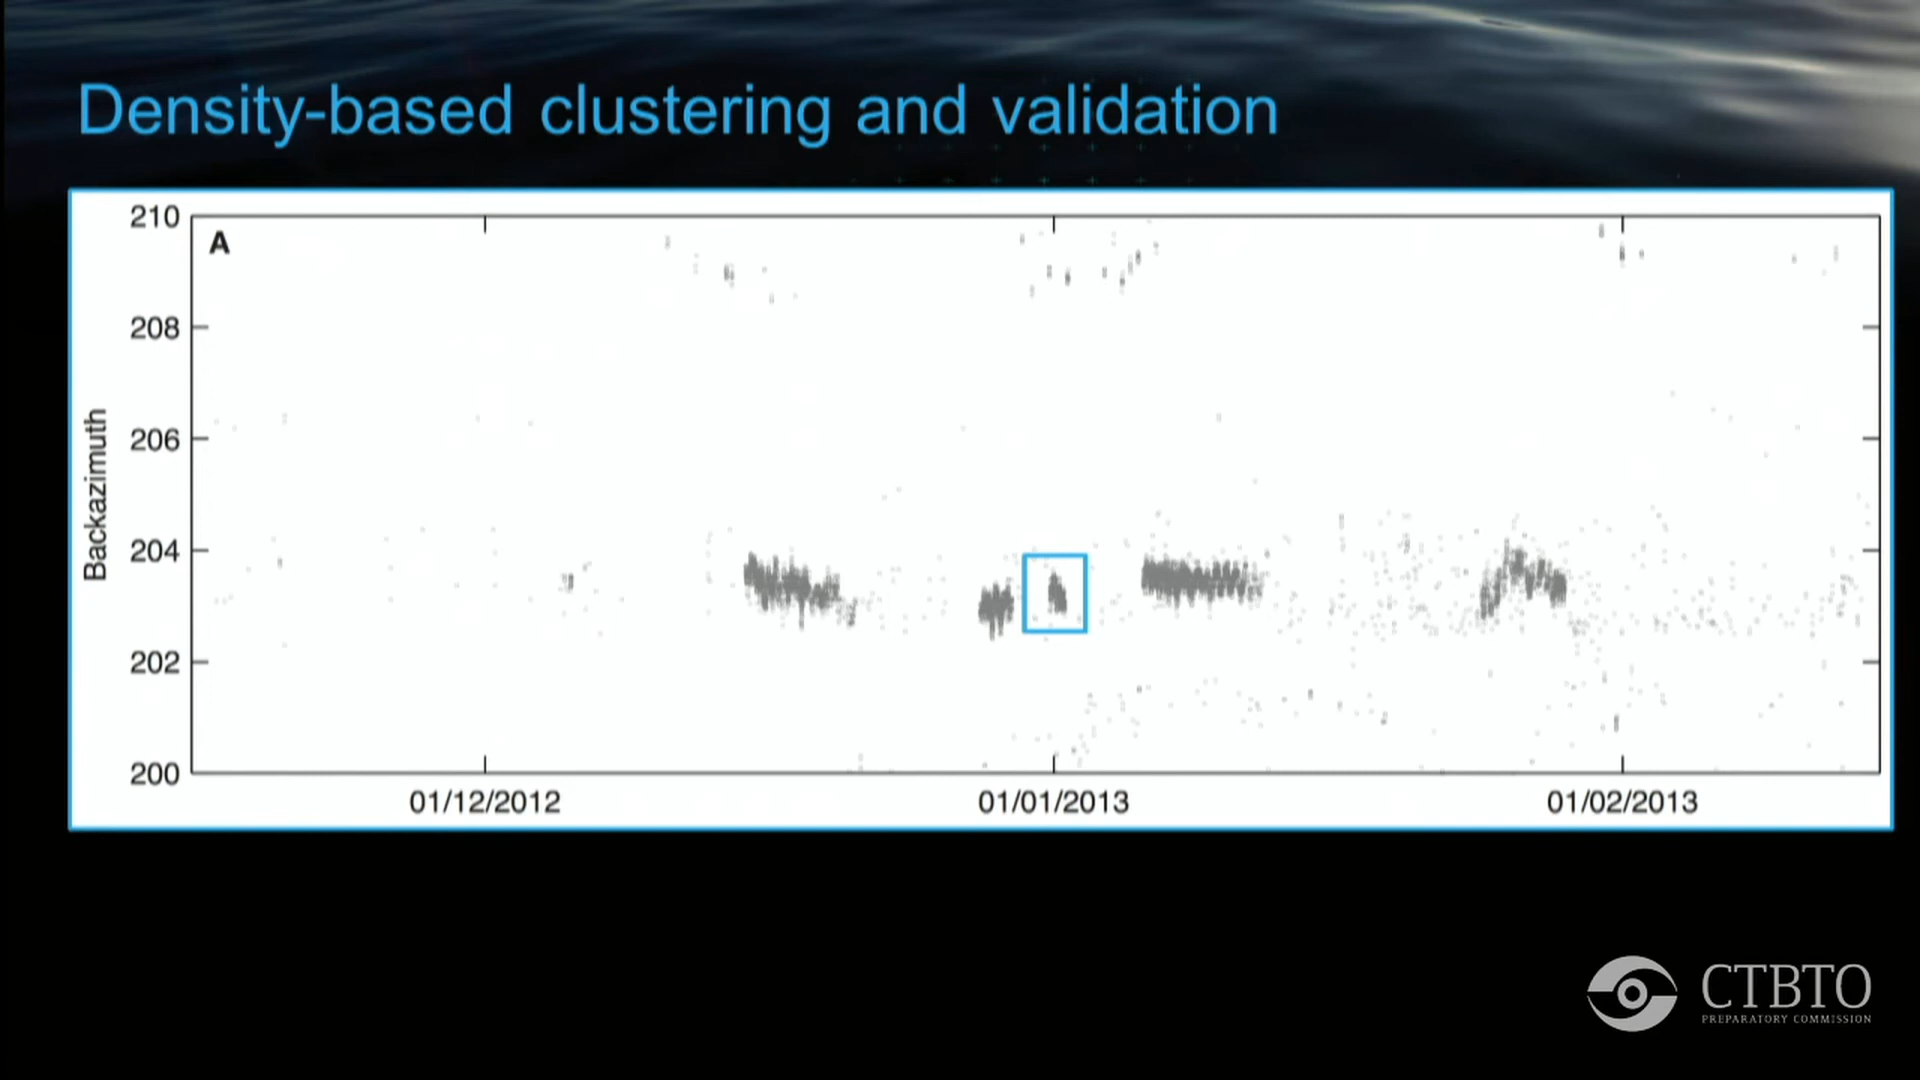 Density-based clustering and validation
210
A
208
206
204
202
200
Backazimuth
01/12/2012
01/01/2013
01/02/2013
CTBTO
PREPARATORY COMMISSION